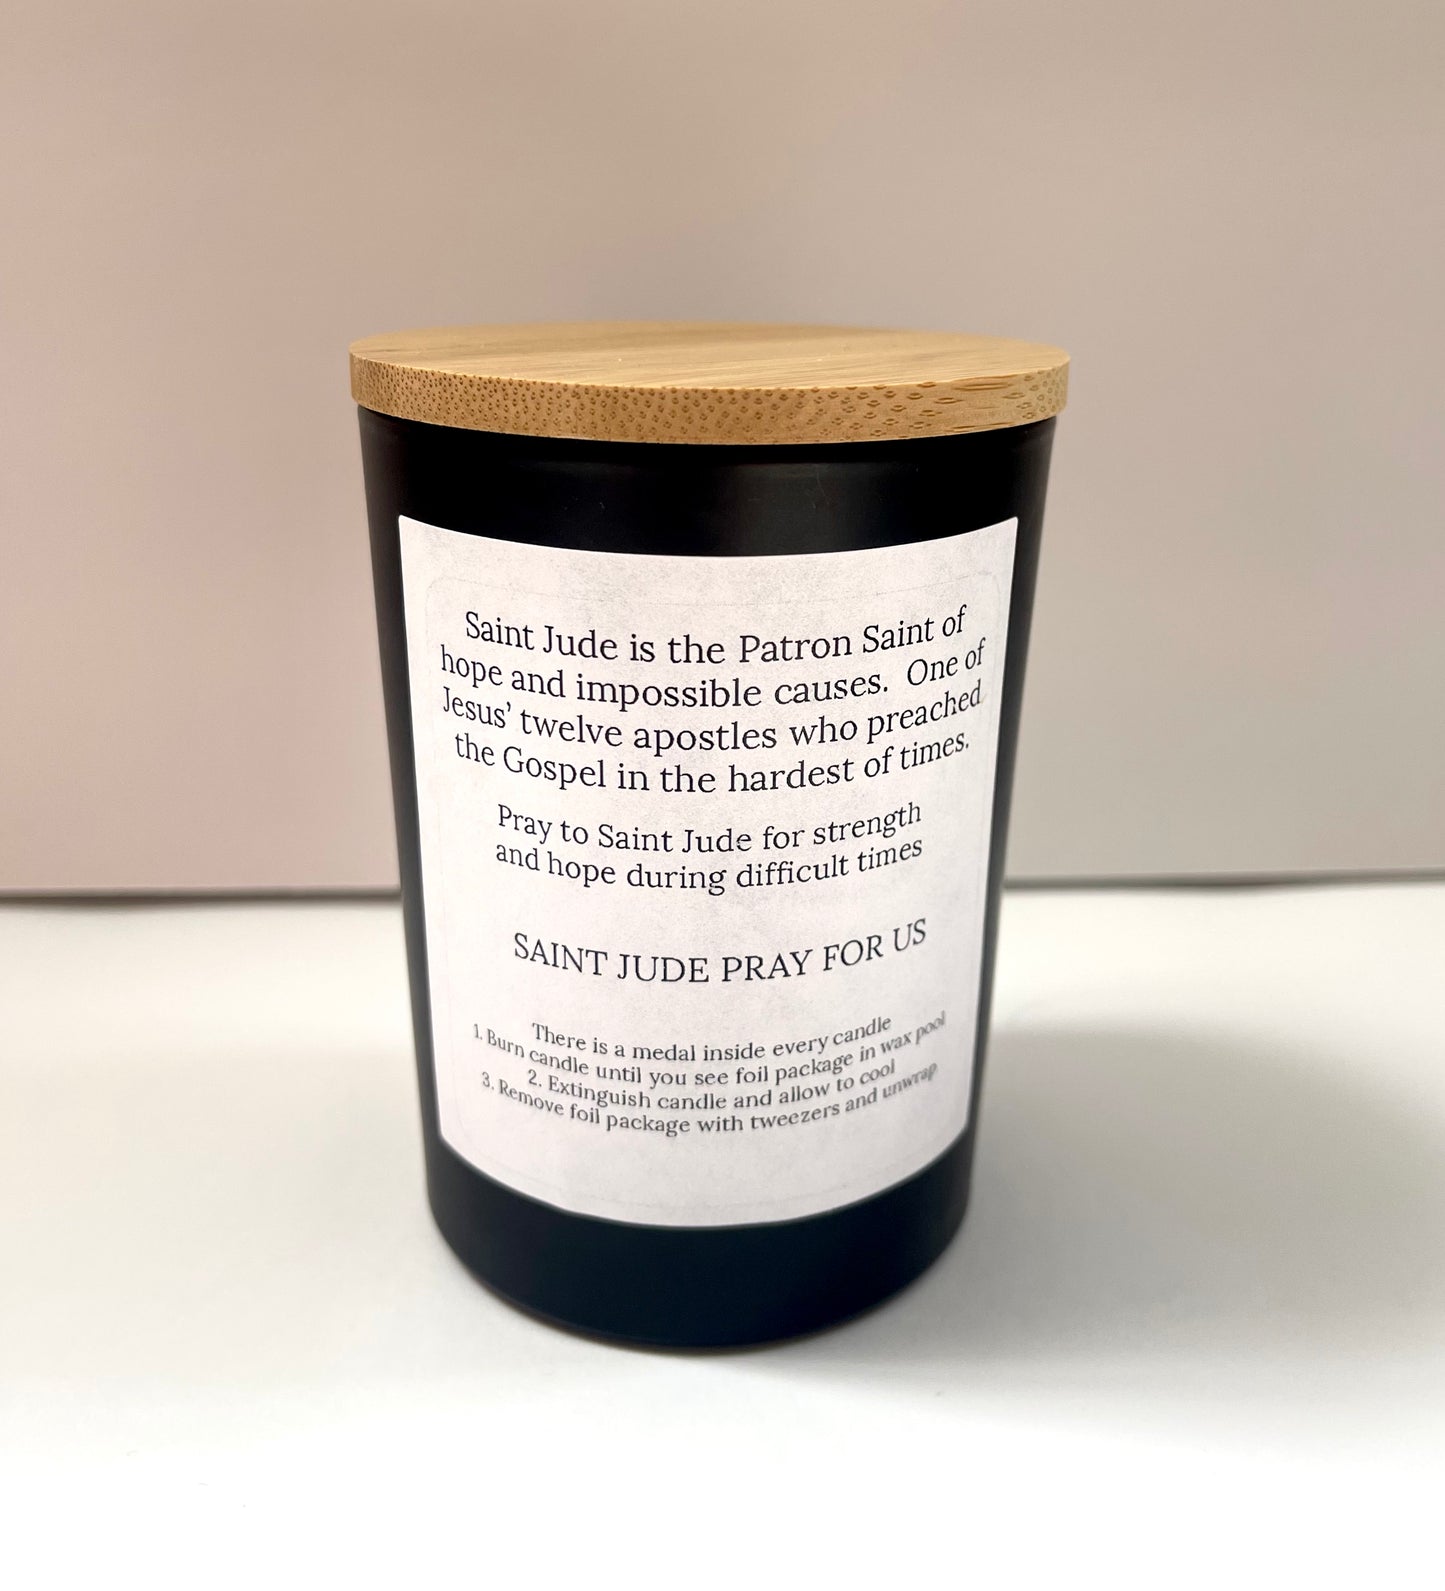 Saint Jude is the Patron Saint of
hope and impossible causes. One of
Jesus’ twelve apostles who preached
the Gospel in the hardest of times.
Pray to Saint Jude for strength
and hope during difficult times
SAINT JUDE PRAY FOR US
There is a medal inside every candle
1. Burn candle until you see foil package in wax pool
2. Extinguish candle and allow to cool
3. Remove foil package with tweezers and unwrap